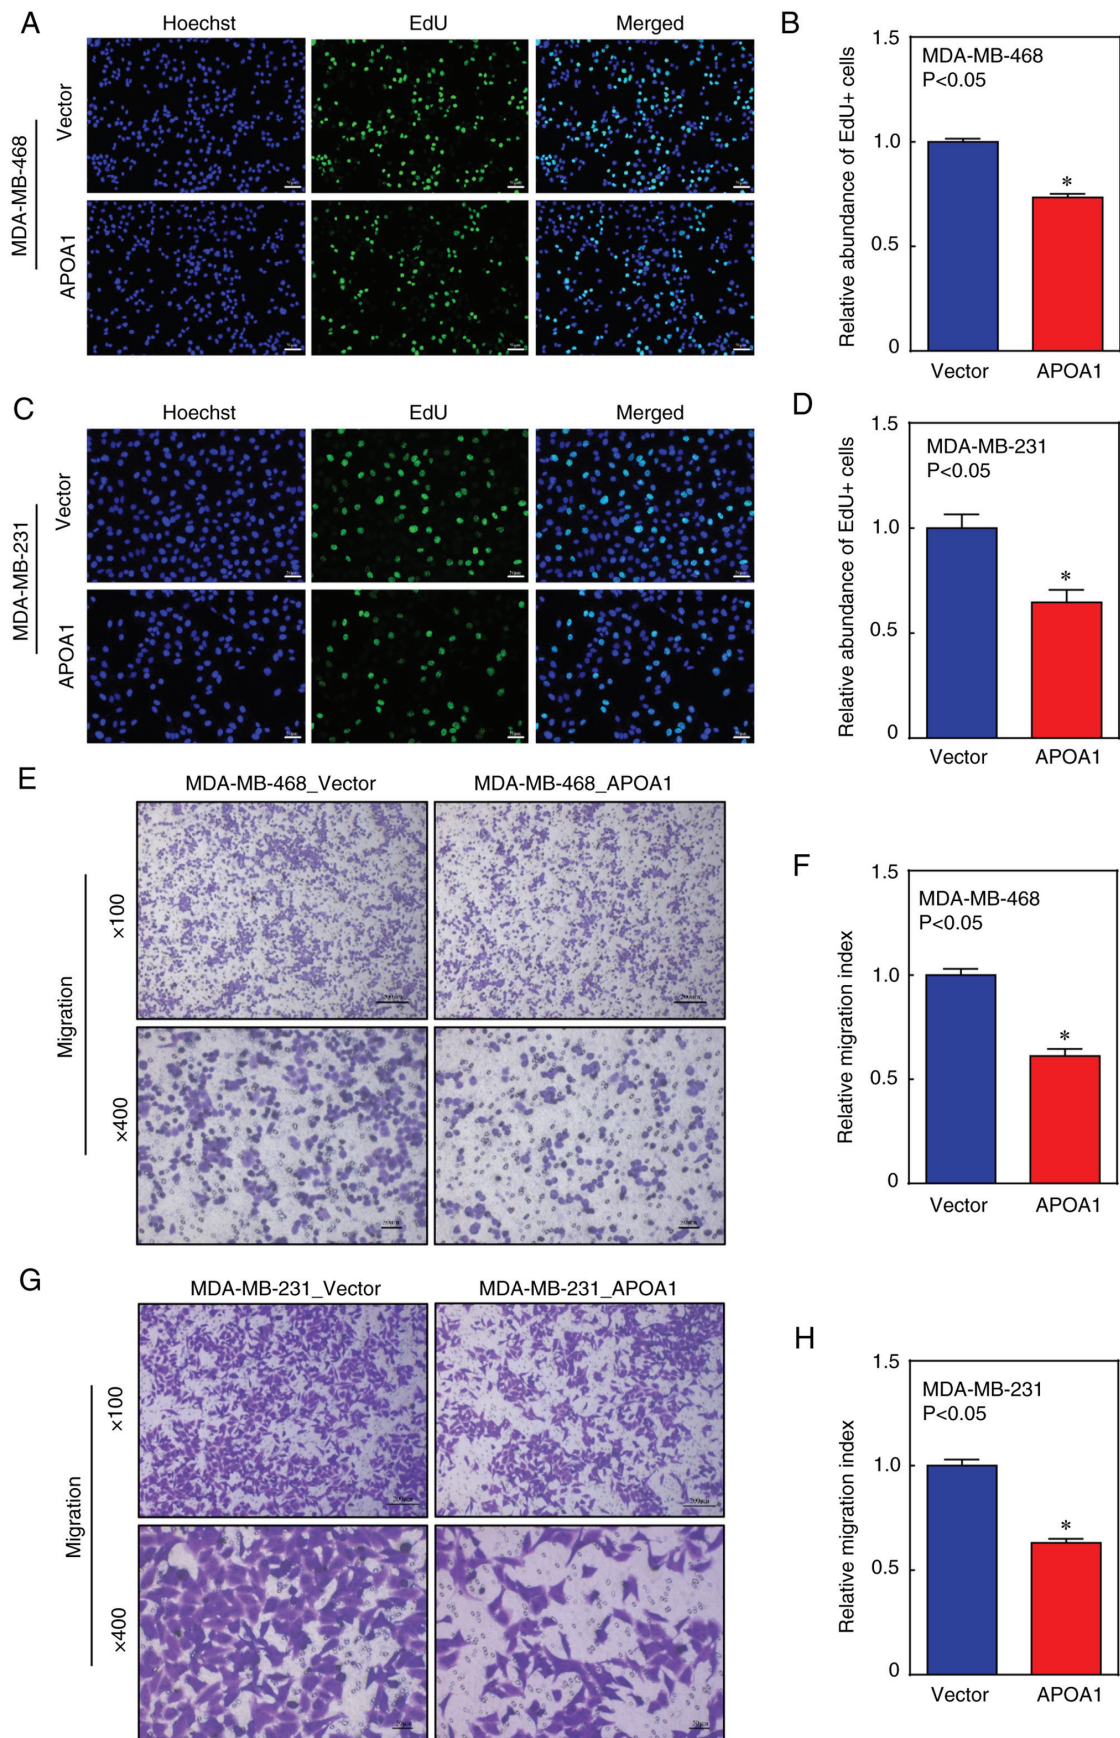 A
Hoechst
EdU
Merged
MDA-MB-468
Vector
APOA1
B
1.5
1.0
0.5
0
Relative abundance of EdU+ cells
MDA-MB-468
P<0.05
*
Vector
APOA1
C
Hoechst
EdU
Merged
MDA-MB-231
Vector
APOA1
D
1.5
1.0
0.5
0
Relative abundance of EdU+ cells
MDA-MB-231
P<0.05
*
Vector
APOA1
E
MDA-MB-468_Vector
MDA-MB-468_APOA1
Migration
×100
×400
F
1.5
1.0
0.5
0
Relative migration index
MDA-MB-468
P<0.05
*
Vector
APOA1
G
MDA-MB-231_Vector
MDA-MB-231_APOA1
Migration
×100
×400
200μm
H
1.5
1.0
0.5
0
Relative migration index
MDA-MB-231
P<0.05
*
Vector
APOA1